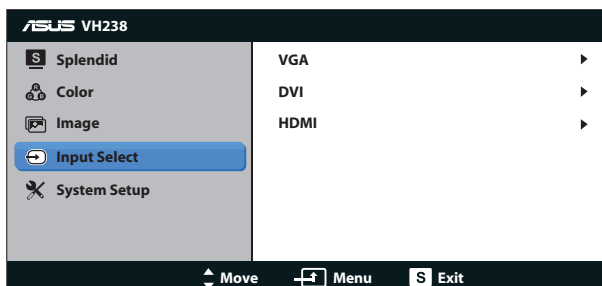 ASUS VH238
S Splendid
Color
Image
Input Select
System Setup
VGA
DVI
HDMI
Move Menu S Exit